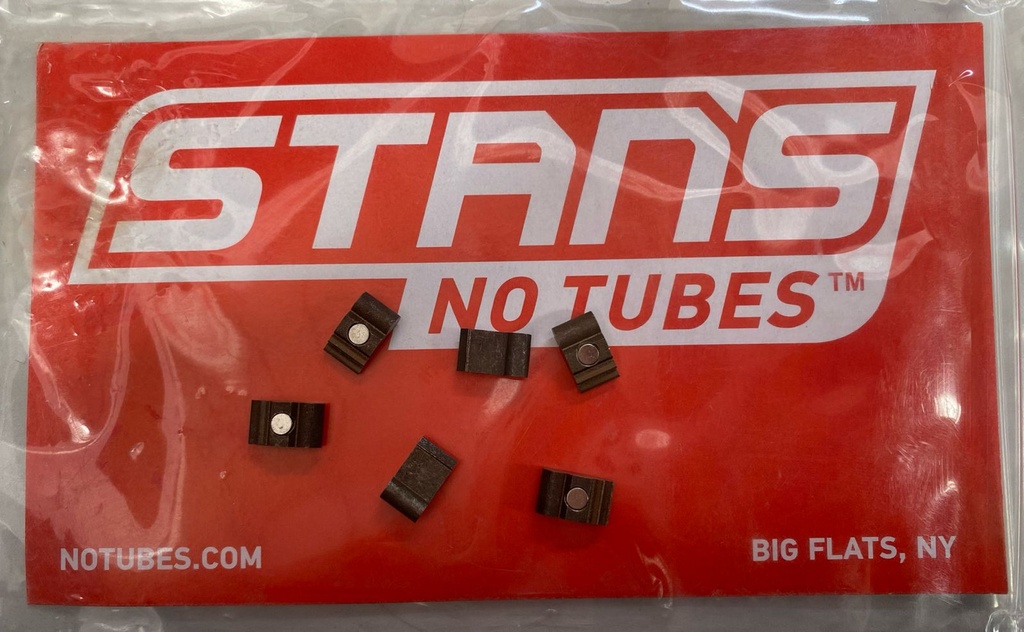 STANS
NO TUBES™
NOTUBES.COM
BIG FLATS, NY